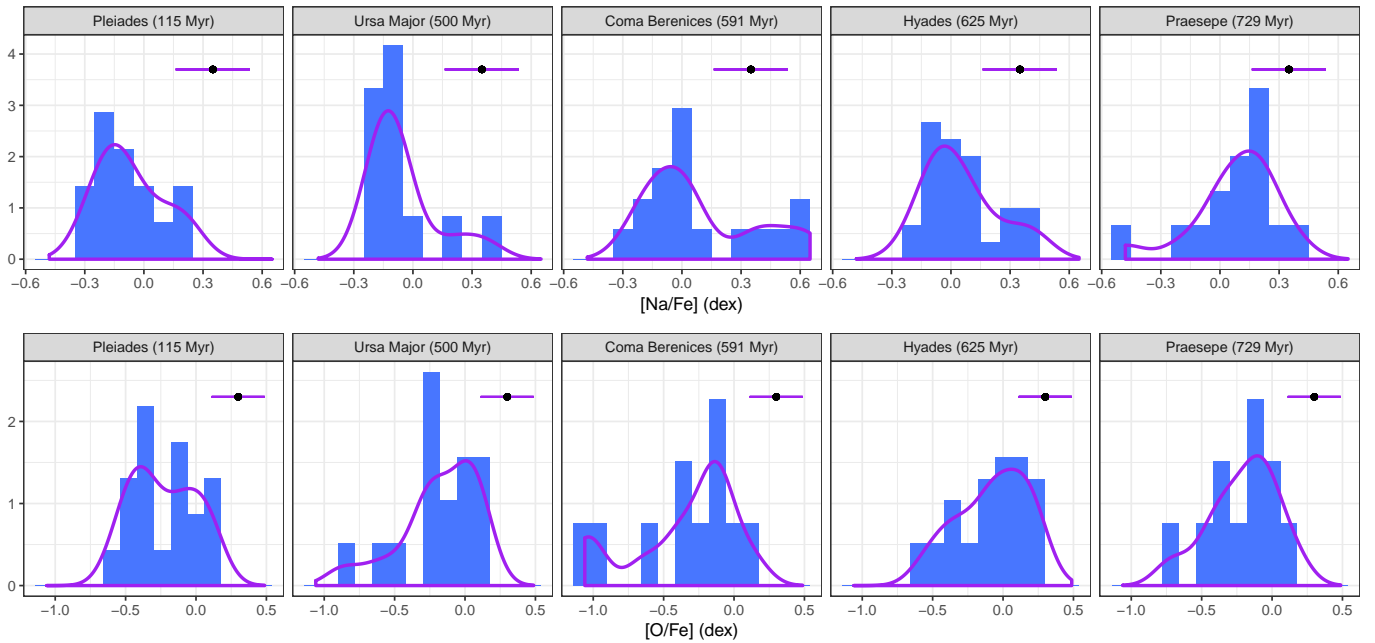 Pleiades (115 Myr) Ursa Major (500 Myr) Coma Berenices (591 Myr) Hyades (625 Myr) Praesepe (729 Myr)
4
3
2
1
0
−0.6 −0.3 0.0 0.3 0.6 −0.6 −0.3 0.0 0.3 0.6 −0.6 −0.3 0.0 0.3 0.6 −0.6 −0.3 0.0 0.3 0.6 −0.6 −0.3 0.0 0.3 0.6
[Na/Fe] (dex)
Pleiades (115 Myr) Ursa Major (500 Myr) Coma Berenices (591 Myr) Hyades (625 Myr) Praesepe (729 Myr)
2
1
0
−1.0 −0.5 0.0 0.5 −1.0 −0.5 0.0 0.5 −1.0 −0.5 0.0 0.5 −1.0 −0.5 0.0 0.5 −1.0 −0.5 0.0 0.5
[O/Fe] (dex)